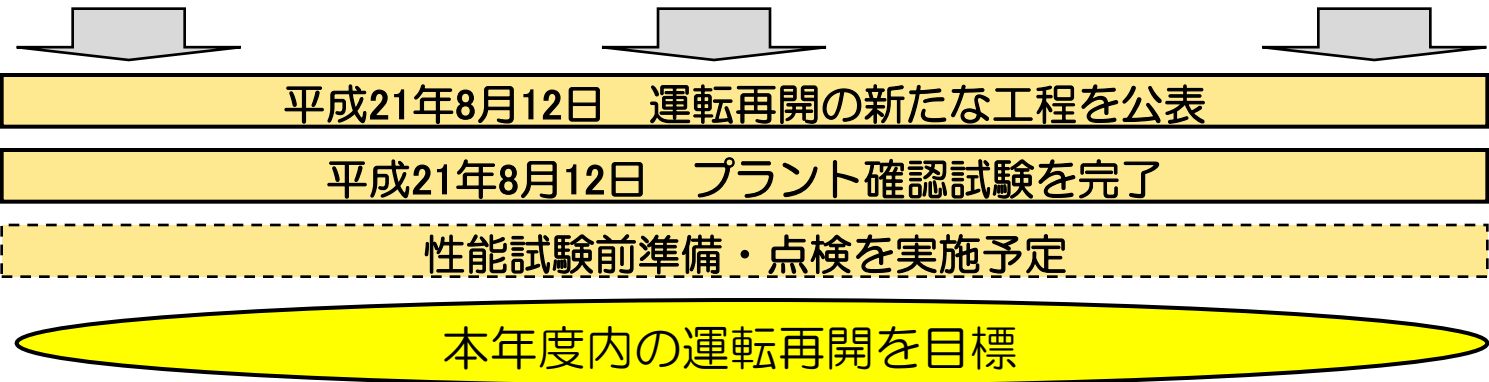 平成21年8月12日　運転再開の新たな工程を公表
平成21年8月12日　プラント確認試験を完了
性能試験前準備・点検を実施予定
本年度内の運転再開を目標